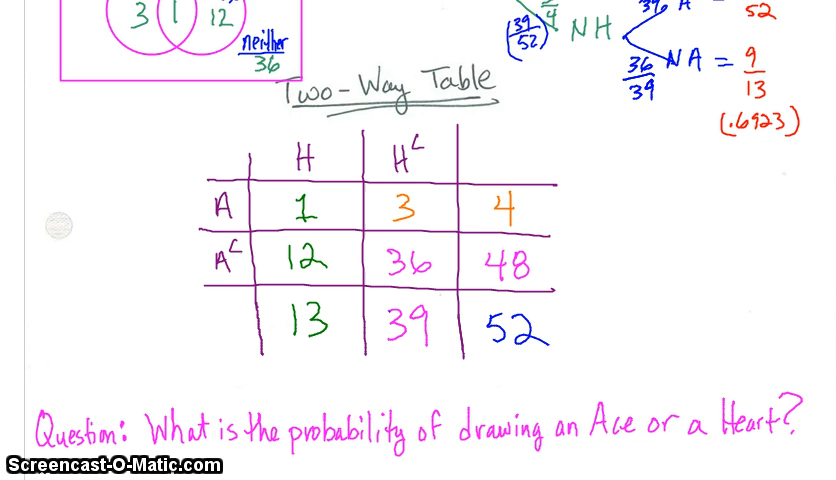 3 1 12
neither
36
39
52
NH
A =
52
36
39
NA = 9
13
(.6923)
Two-Way Table
H Hᶜ
A 1 3 4
Aᶜ 12 36 48
13 39 52
Question: What is the probability of drawing an Ace or a Heart?
Screencast-O-Matic.com